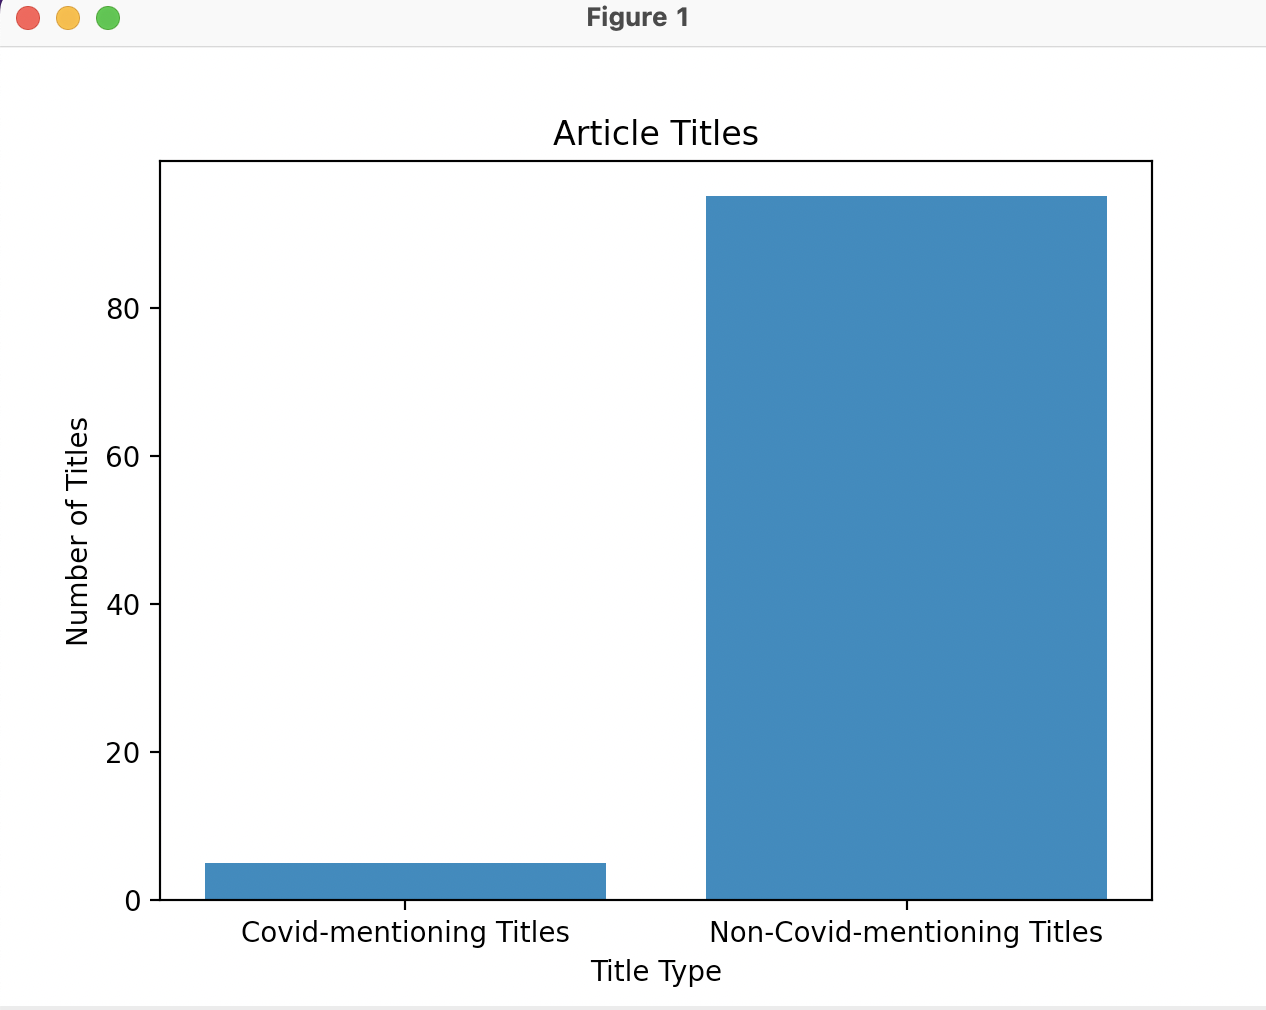 Figure 1
Article Titles
80
60
40
20
0
Number of Titles
Covid-mentioning Titles
Non-Covid-mentioning Titles
Title Type